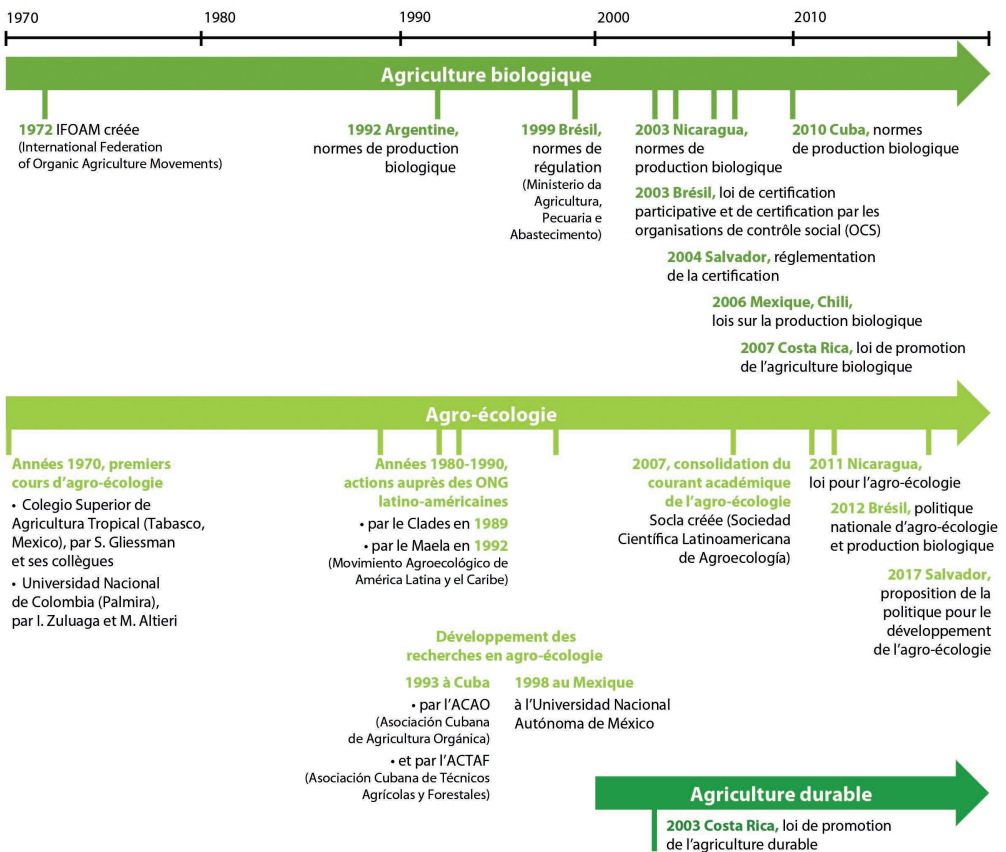 1970 1980 1990 2000 2010
Agriculture biologique
1972 IFOAM créée
(International Federation
of Organic Agriculture Movements)
1992 Argentine,
normes de production
biologique
1999 Brésil,
normes de
régulation
(Ministerio da
Agricultura,
Pecuaria e
Abastecimento)
2003 Nicaragua,
normes de
production biologique
2003 Brésil, loi de certification
participative et de certification par les
organisations de contrôle social (OCS)
2004 Salvador, réglementation
de la certification
2006 Mexique, Chili,
lois sur la production biologique
2007 Costa Rica, loi de promotion
de l’agriculture biologique
2010 Cuba, normes
de production biologique
Agro-écologie
Années 1970, premiers
cours d’agro-écologie
• Colegio Superior de
Agricultura Tropical (Tabasco,
Mexico), par S. Gliessman
et ses collègues
• Universidad Nacional
de Colombia (Palmira),
par I. Zuluaga et M. Altieri
Années 1980-1990,
actions auprès des ONG
latino-américaines
• par le Clades en 1989
• par le Maela en 1992
(Movimiento Agroecológico de
América Latina y el Caribe)
Développement des
recherches en agro-écologie
1993 à Cuba
• par l’ACAO
(Asociación Cubana
de Agricultura Orgánica)
• et par l’ACTAF
(Asociación Cubana de Técnicos
Agrícolas y Forestales)
1998 au Mexique
à l’Universidad Nacional
Autónoma de México
2007, consolidation du
courant académique
de l’agro-écologie
Socla créée (Sociedad
Científica Latinoamericana
de Agroecología)
2011 Nicaragua,
loi pour l’agro-écologie
2012 Brésil, politique
nationale d’agro-écologie
et production biologique
2017 Salvador,
proposition de la
politique pour le
développement
de l’agro-écologie
Agriculture durable
2003 Costa Rica, loi de promotion
de l’agriculture durable